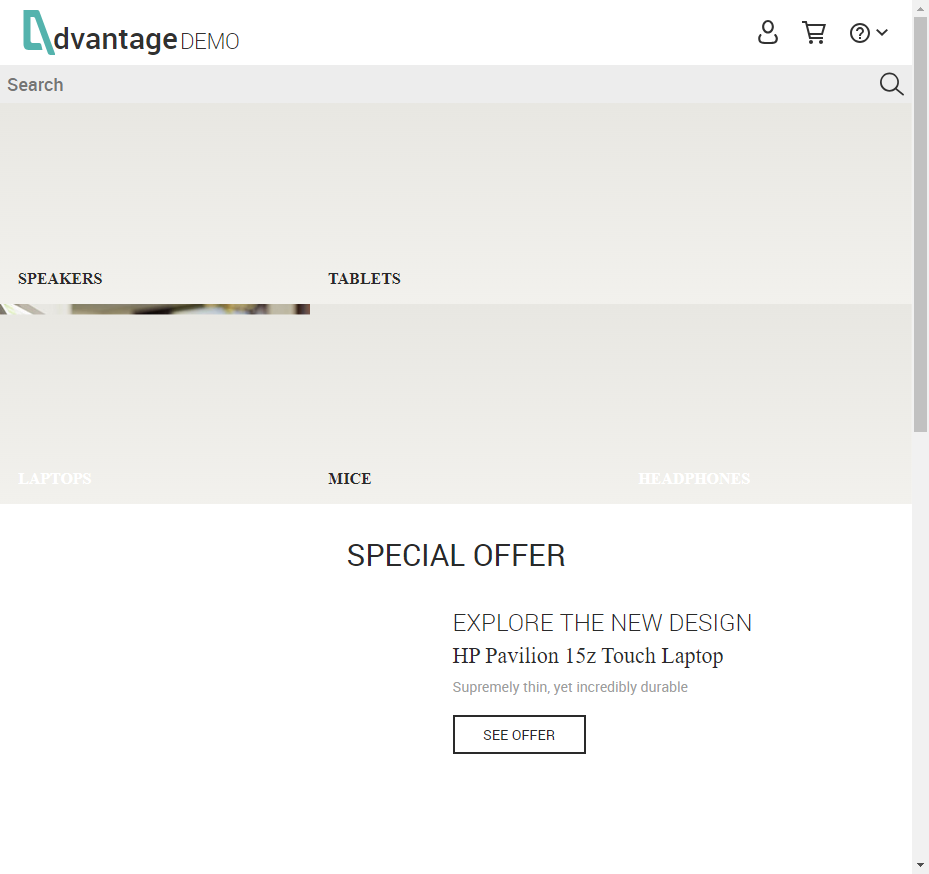 dvantage DEMO
Search
SPEAKERS
TABLETS
LAPTOPS
MICE
HEADPHONES
SPECIAL OFFER
EXPLORE THE NEW DESIGN
HP Pavilion 15z Touch Laptop
Supremely thin, yet incredibly durable
SEE OFFER